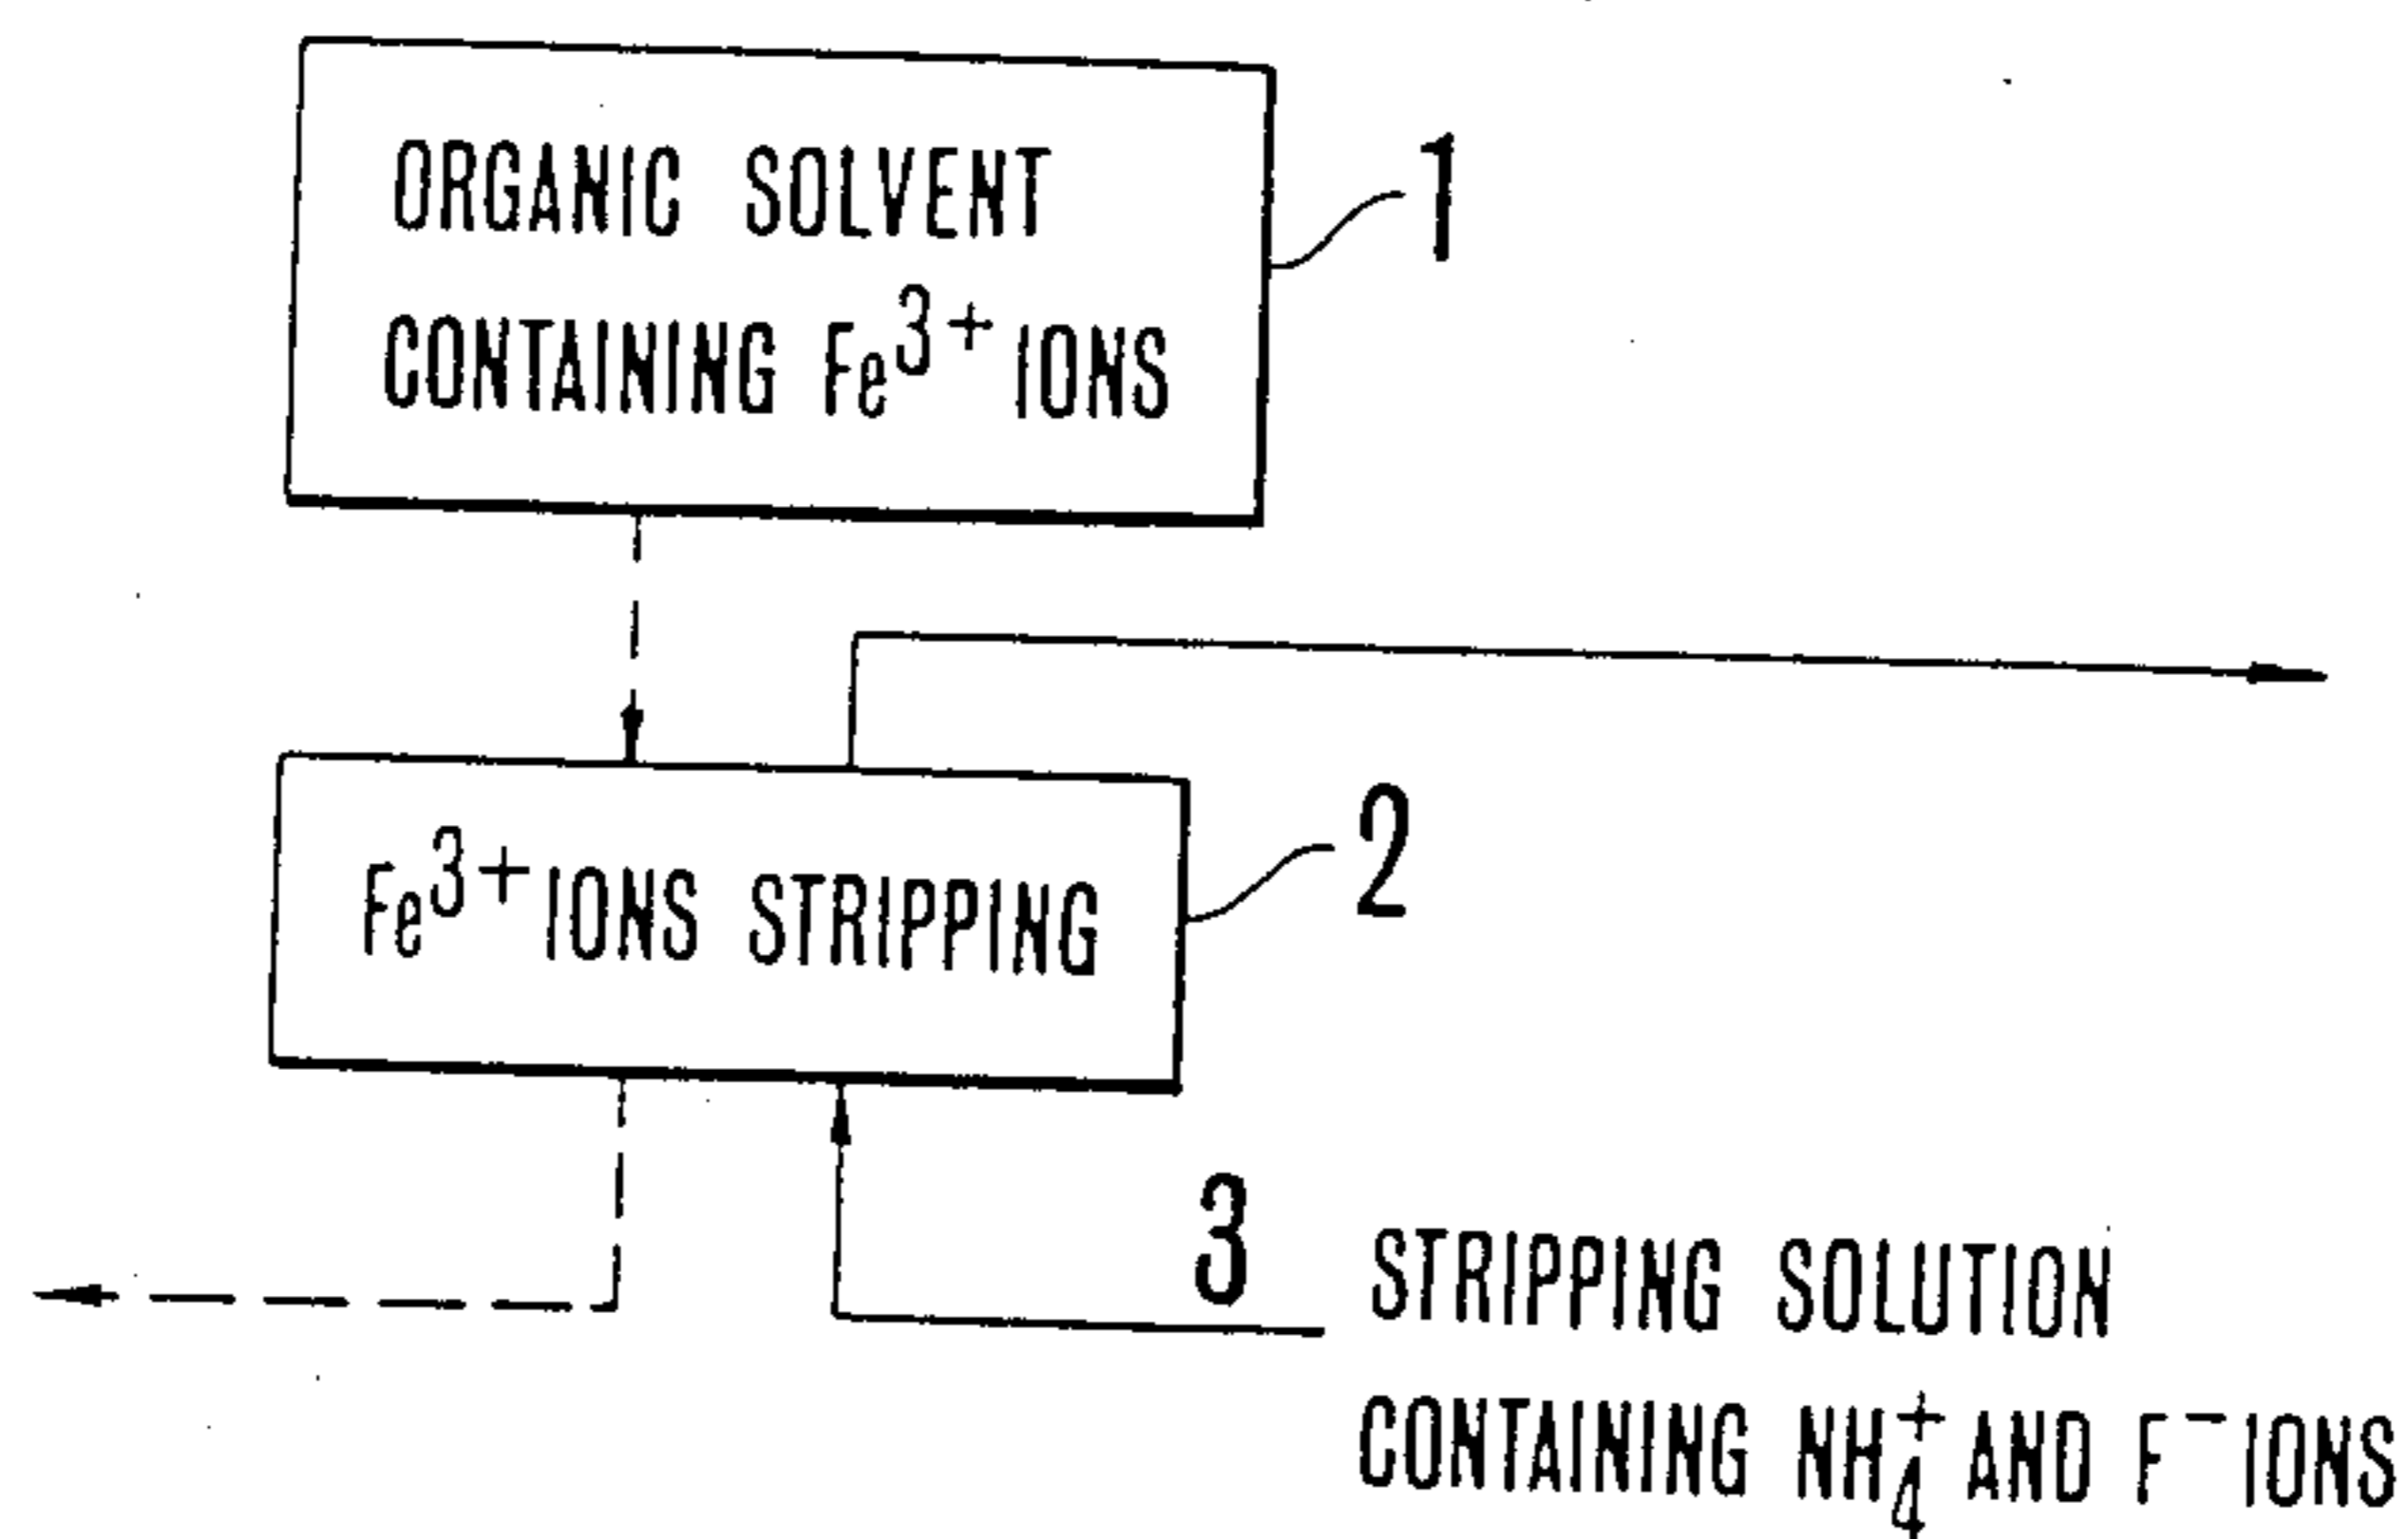 ORGANIC SOLVENT
CONTAINING Fe³⁺ IONS
1
Fe³⁺ IONS STRIPPING
2
3
STRIPPING SOLUTION
CONTAINING NH₄⁺ AND F⁻ IONS